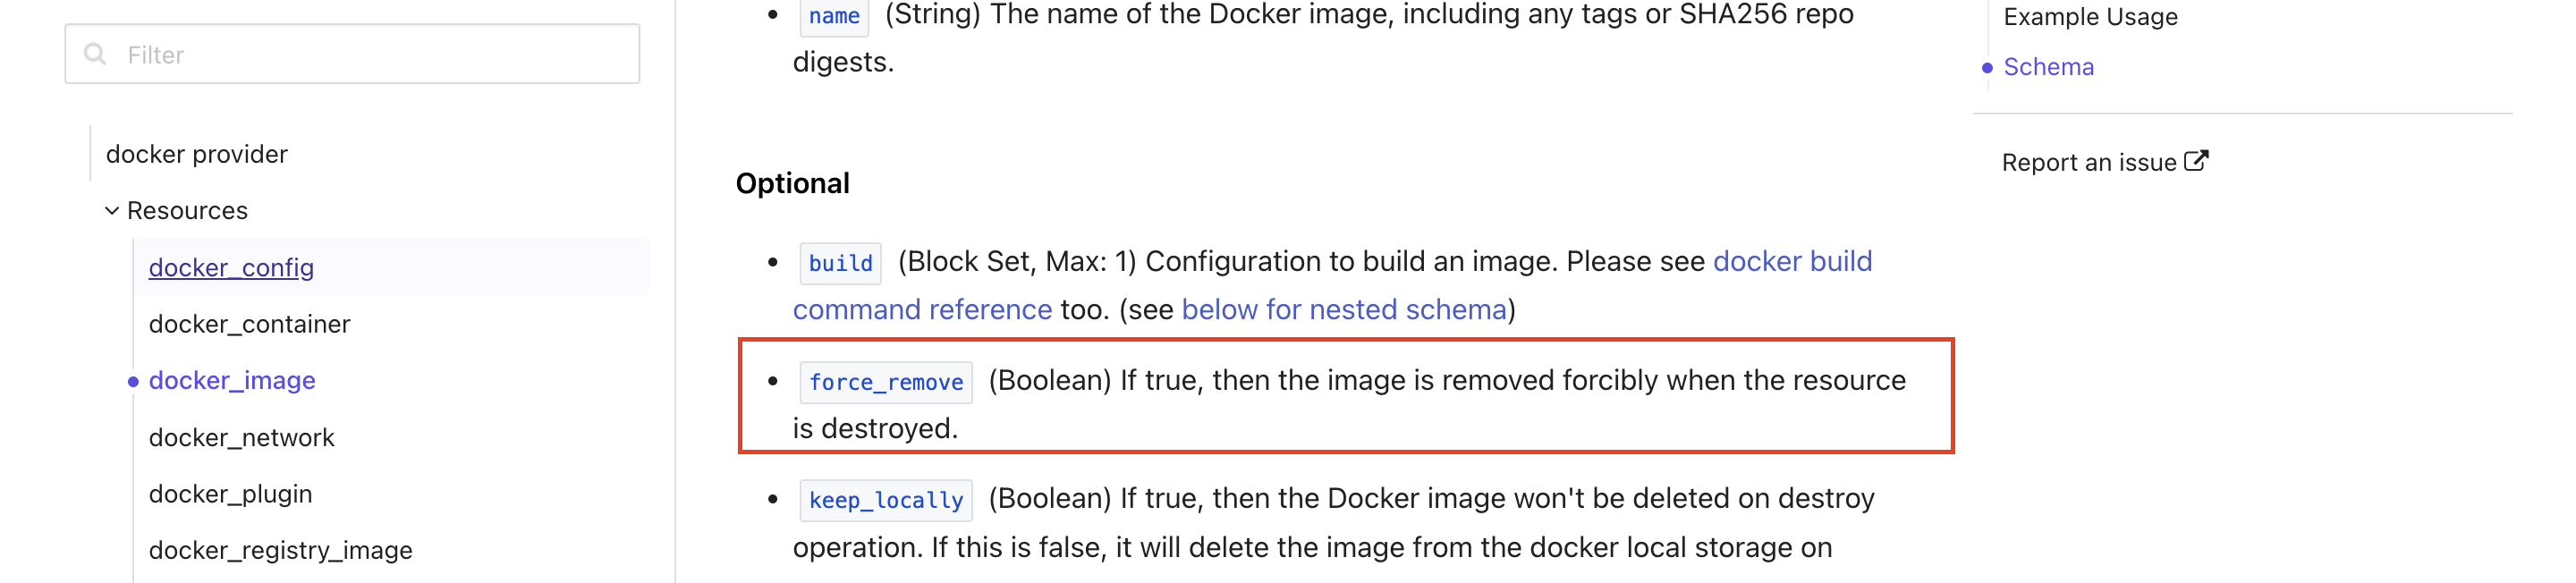 Filter
docker provider
Resources
docker_config
docker_container
docker_image
docker_network
docker_plugin
docker_registry_image
name (String) The name of the Docker image, including any tags or SHA256 repo
digests.
Optional
build (Block Set, Max: 1) Configuration to build an image. Please see docker build
command reference too. (see below for nested schema)
force_remove (Boolean) If true, then the image is removed forcibly when the resource
is destroyed.
keep_locally (Boolean) If true, then the Docker image won't be deleted on destroy
operation. If this is false, it will delete the image from the docker local storage on
Example Usage
Schema
Report an issue